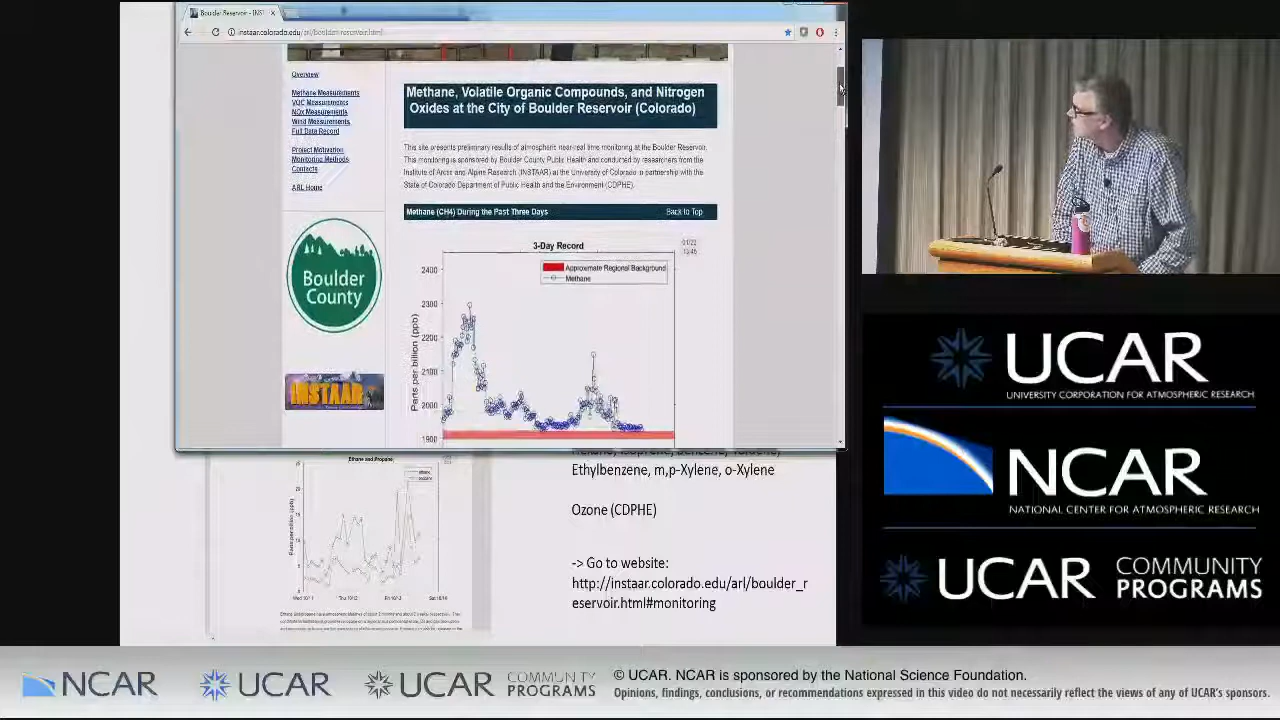 Boulder Reservoir - INST
instaar.colorado.edu/arl/boulder-reservoir.html
Overview
Methane Measurements
VOC Measurements
NOx Measurements
Wind Measurements
Full Data Record
Project Motivation
Monitoring Methods
Contacts
ARL Home
Boulder
County
INSTAAR
Methane, Volatile Organic Compounds, and Nitrogen
Oxides at the City of Boulder Reservoir (Colorado)
This site presents preliminary results of atmospheric near-real time monitoring at the Boulder Reservoir.
This monitoring is sponsored by Boulder County Public Health and conducted by researchers from the
Institute of Arctic and Alpine Research (INSTAAR) at the University of Colorado in partnership with the
State of Colorado Department of Public Health and the Environment (CDPHE).
Methane (CH4) During the Past Three Days
Back to Top
3-Day Record
01/22
13:45
Approximate Regional Background
Methane
Parts per billion (ppb)
2400
2300
2200
2100
2000
1900
Ethane and Propane
Ethylbenzene, m,p-Xylene, o-Xylene
Ozone (CDPHE)
-> Go to website:
http://instaar.colorado.edu/arl/boulder_r
eservoir.html#monitoring
UCAR
UNIVERSITY CORPORATION FOR ATMOSPHERIC RESEARCH
NCAR
NATIONAL CENTER FOR ATMOSPHERIC RESEARCH
UCAR
COMMUNITY
PROGRAMS
NCAR
UCAR
UCAR
COMMUNITY
PROGRAMS
© UCAR. NCAR is sponsored by the National Science Foundation.
Opinions, findings, conclusions, or recommendations expressed in this video do not necessarily reflect the views of any of UCAR's sponsors.